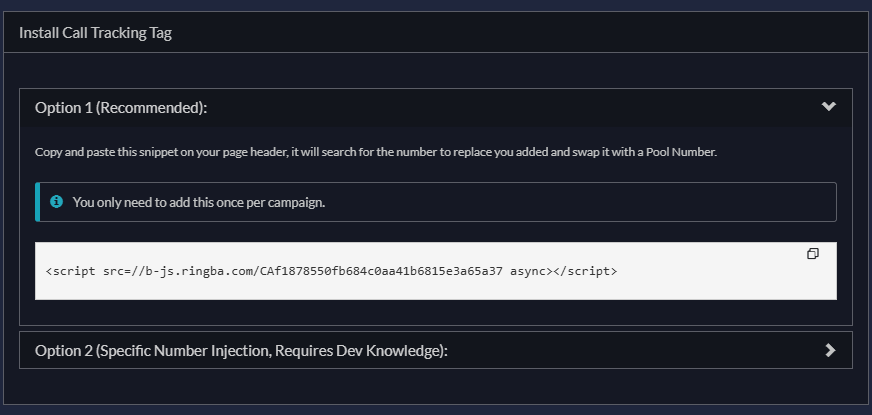 Install Call Tracking Tag
Option 1 (Recommended):
Copy and paste this snippet on your page header, it will search for the number to replace you added and swap it with a Pool Number.
You only need to add this once per campaign.
<script src=//b-js.ringba.com/CAf1878550fb684c0aa41b6815e3a65a37 async></script>
Option 2 (Specific Number Injection, Requires Dev Knowledge):